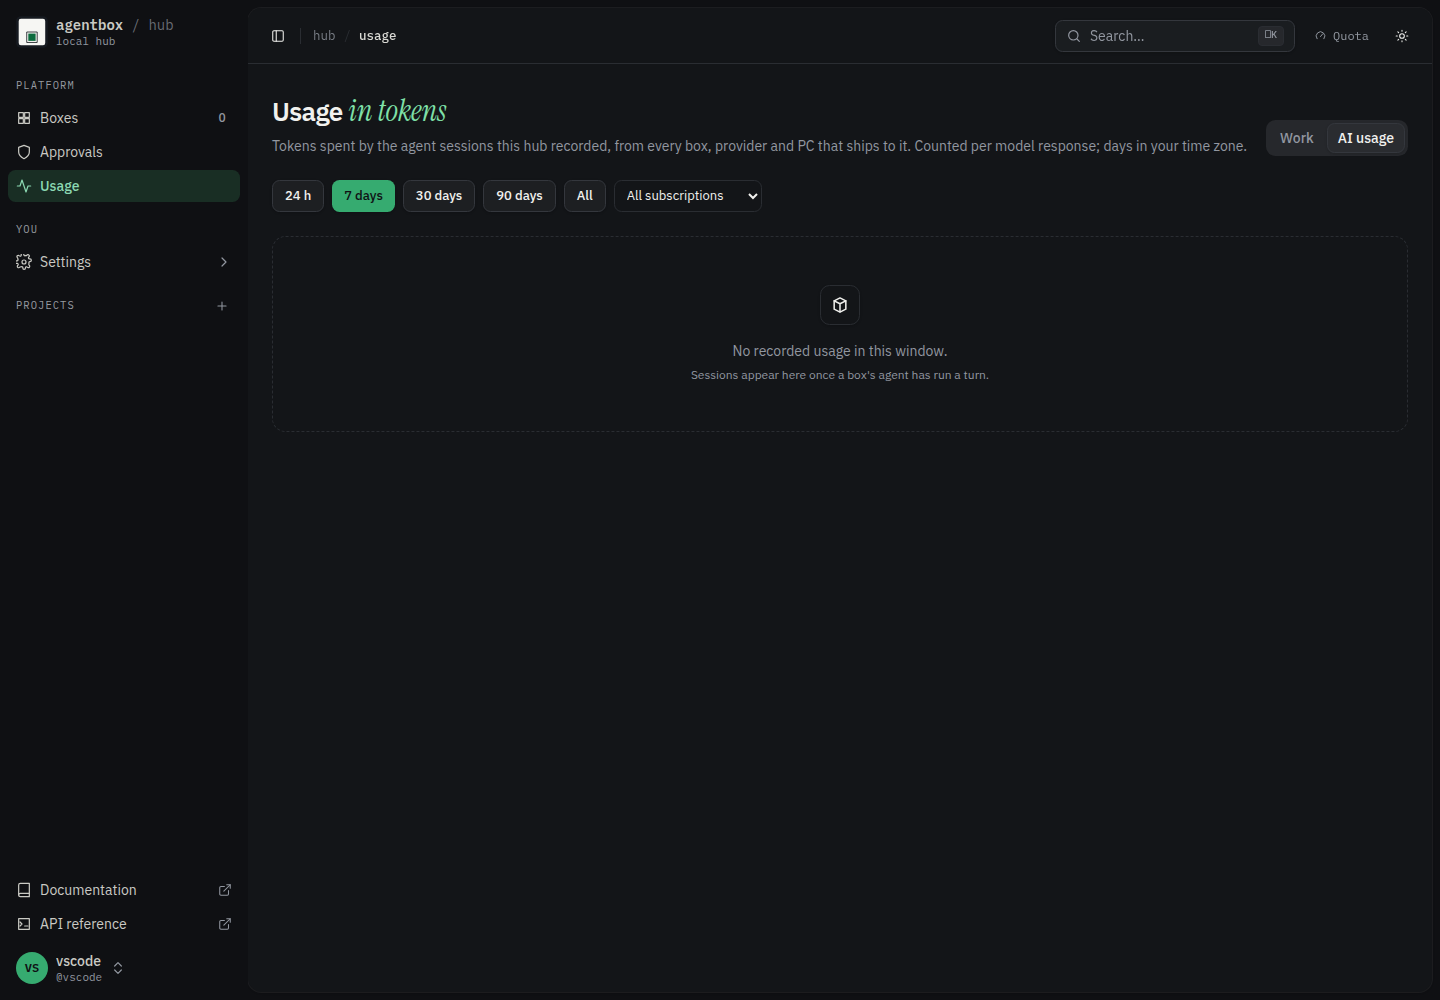 agentbox / hub
local hub
PLATFORM
Boxes 0
Approvals
Usage
YOU
Settings
PROJECTS
Documentation
API reference
VS
vscode
@vscode
hub / usage
Search...
K
Quota
Usage in tokens
Tokens spent by the agent sessions this hub recorded, from every box, provider and PC that ships to it. Counted per model response; days in your time zone.
Work AI usage
24 h 7 days 30 days 90 days All All subscriptions
No recorded usage in this window.
Sessions appear here once a box's agent has run a turn.